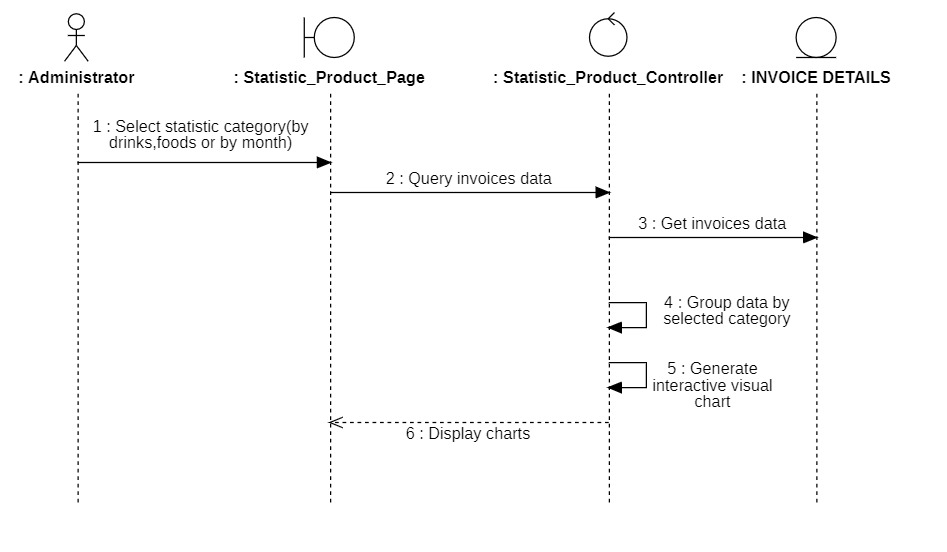 : Administrator
: Statistic_Product_Page
: Statistic_Product_Controller
: INVOICE DETAILS
1 : Select statistic category(by
drinks,foods or by month)
2 : Query invoices data
3 : Get invoices data
4 : Group data by
selected category
5 : Generate
interactive visual
chart
6 : Display charts